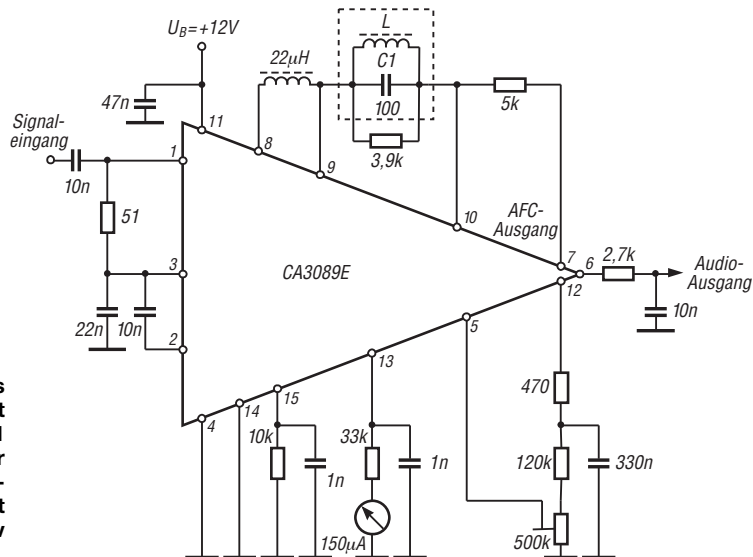 U_B=+12V
L
22µH
C1
100
5k
3,9k
47n
Signal-
eingang
10n
51
22n
10n
1
3
2
11
8
9
10
7
6
12
5
13
15
14
4
CA3089E
AFC-
Ausgang
2,7k
Audio-
Ausgang
10n
470
120k
330n
500k
10k
1n
33k
1n
150µA
s
t
l
r
-
t
v